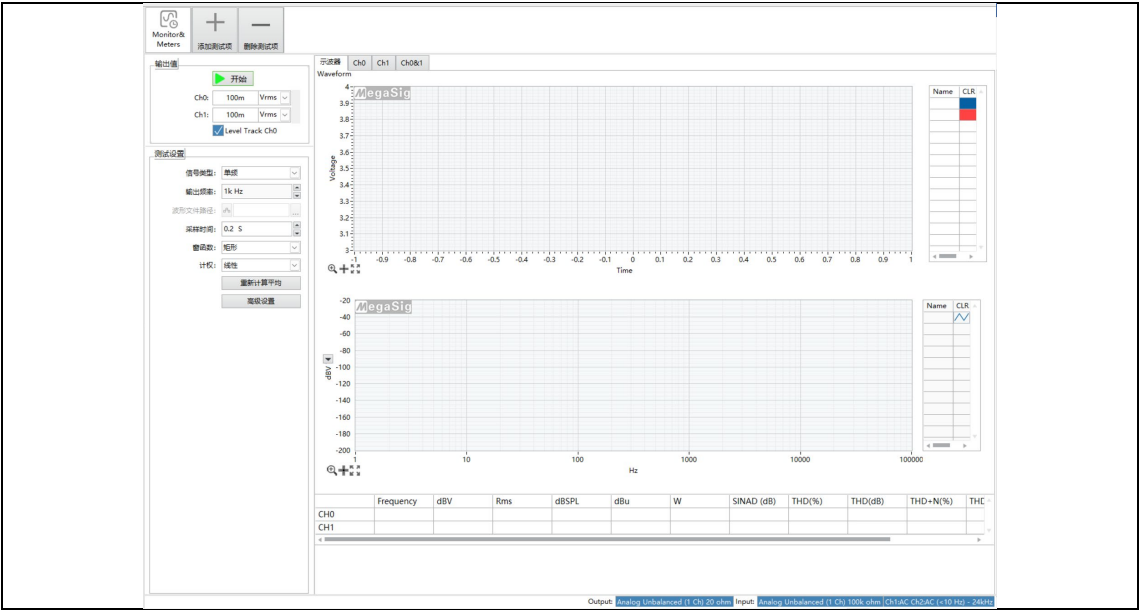 Monitor&
Meters
添加测试项
删除测试项
输出值
开始
Ch0: 100m Vrms
Ch1: 100m Vrms
Level Track Ch0
测试设置
信号类型: 单频
输出频率: 1k Hz
波形文件路径:
采样时间: 0.2 S
窗函数: 矩形
计权: 线性
重新计算平均
高级设置
示波器 Ch0 Ch1 Ch0&1
Waveform
MegaSig
Voltage
4
3.9
3.8
3.7
3.6
3.5
3.4
3.3
3.2
3.1
3
-1 -0.9 -0.8 -0.7 -0.6 -0.5 -0.4 -0.3 -0.2 -0.1 0 0.1 0.2 0.3 0.4 0.5 0.6 0.7 0.8 0.9 1
Time
Name CLR
MegaSig
dBV
-20
-40
-60
-80
-100
-120
-140
-160
-180
-200
1 10 100 1000 10000 100000
Hz
Name CLR
Frequency dBV Rms dBSPL dBu W SINAD (dB) THD(%) THD(dB) THD+N(%) THD
CH0
CH1
Output: Analog Unbalanced (1 Ch) 20 ohm Input: Analog Unbalanced (1 Ch) 100k ohm Ch1:AC Ch2:AC (<10 Hz) - 24kHz